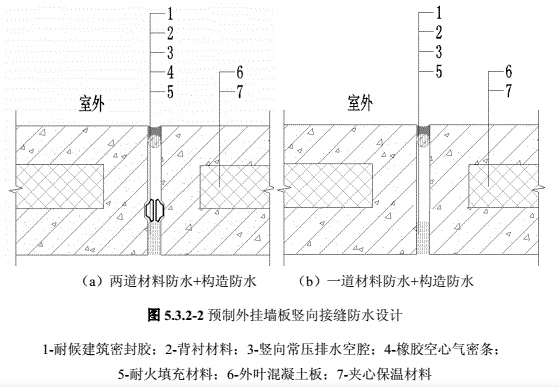 1
2
3
4
5
6
7
室外
1
2
3
5
6
7
室外
（a）两道材料防水+构造防水
（b）一道材料防水+构造防水
图 5.3.2-2 预制外挂墙板竖向接缝防水设计
1-耐候建筑密封胶；2-背衬材料；3-竖向常压排水空腔；4-橡胶空心气密条；
5-耐火填充材料；6-外叶混凝土板；7-夹心保温材料